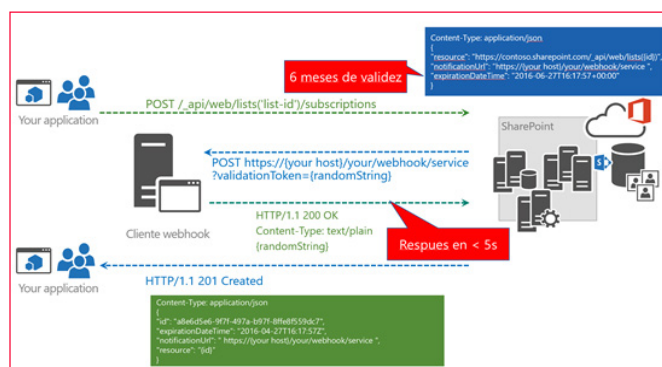 Content-Type: application/json
{
"resource": "https://contoso.sharepoint.com/_api/web/lists({id})",
"notificationUrl": "https://{your host}/your/webhook/service ",
"expirationDateTime": "2016-06-27T16:17:57+00:00"
}
6 meses de validez
POST /_api/web/lists('list-id')/subscriptions
Your application
SharePoint
POST https://{your host}/your/webhook/service
?validationToken={randomString}
HTTP/1.1 200 OK
Content-Type: text/plain
{randomString}
Cliente webhook
Respues en < 5s
Your application
HTTP/1.1 201 Created
Content-Type: application/json
{
"id": "a8e6d5e6-9f7f-497a-b97f-8ffe8f559dc7",
"expirationDateTime": "2016-04-27T16:17:57Z",
"notificationUrl": " https://{your host}/your/webhook/service ",
"resource": "{id}"
}